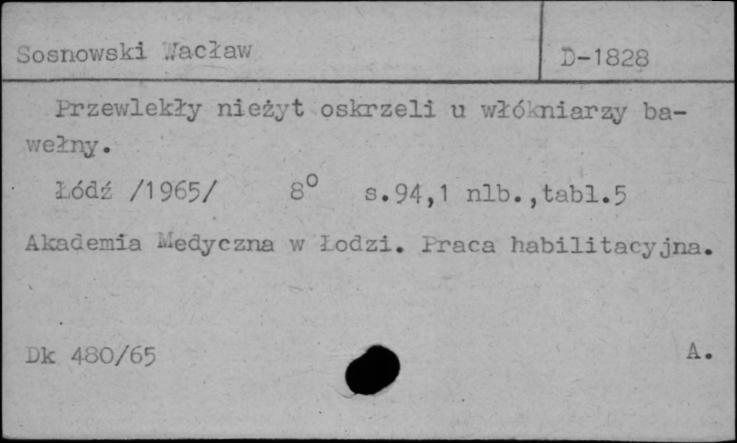 Sosnowski Wacław D-1828
Przewlekły nieżyt oskrzeli u włókniarzy ba-
wełny.
Łódź /1965/ 8° s.94,1 nlb.,tabl.5
Akademia Medyczna w Łodzi. Praca habilitacyjna.
Dk 480/65 A.